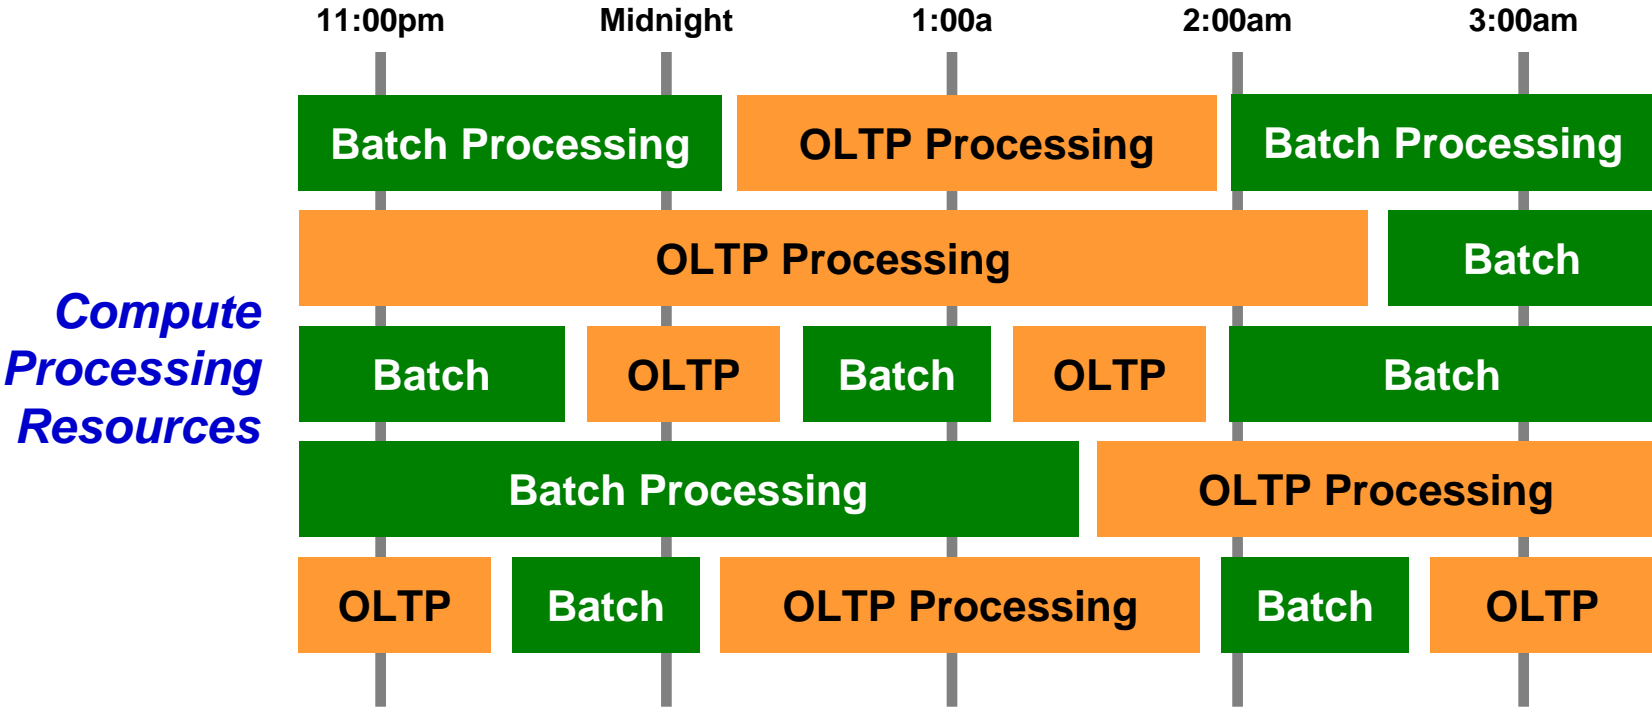 11:00pm Midnight 1:00a 2:00am 3:00am
Batch Processing OLTP Processing Batch Processing
OLTP Processing Batch
Compute
Processing
Resources
Batch OLTP Batch OLTP Batch
Batch Processing OLTP Processing
OLTP Batch OLTP Processing Batch OLTP